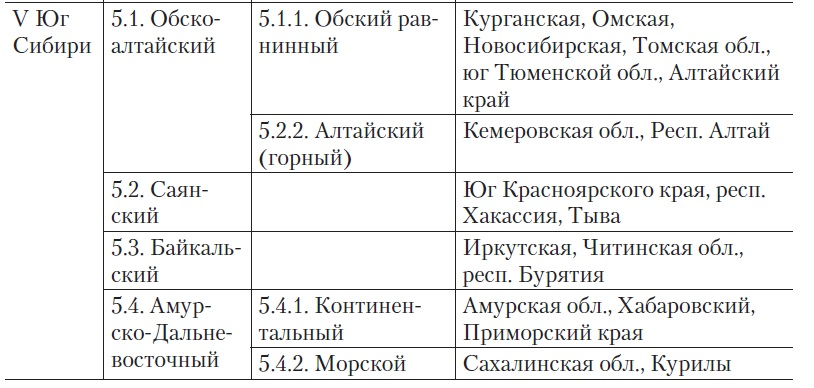 V Юг
Сибири
5.1. Обско-
алтайский
5.1.1. Обский рав-
нинный
Курганская, Омская,
Новосибирская, Томская обл.,
юг Тюменской обл., Алтайский
край
5.2.2. Алтайский
(горный)
Кемеровская обл., Респ. Алтай
5.2. Саян-
ский
Юг Красноярского края, респ.
Хакассия, Тыва
5.3. Байкаль-
ский
Иркутская, Читинская обл.,
респ. Бурятия
5.4. Амур-
ско-Дальне-
восточный
5.4.1. Континен-
тальный
Амурская обл., Хабаровский,
Приморский края
5.4.2. Морской
Сахалинская обл., Курилы